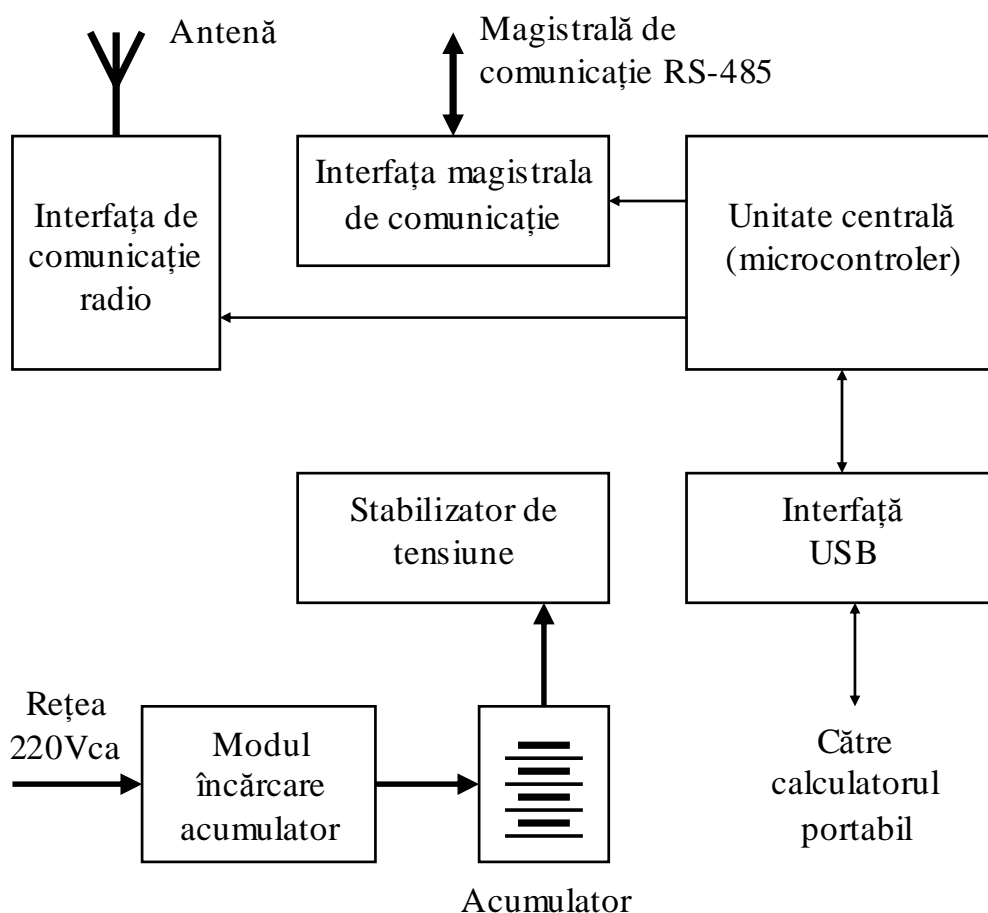 Antenă
Magistrală de
comunicație RS-485
Interfața de
comunicație
radio
Interfața magistrala
de comunicație
Unitate centrală
(microcontroler)
Stabilizator de
tensiune
Interfață
USB
Rețea
220Vca
Modul
încărcare
acumulator
Acumulator
Către
calculatorul
portabil